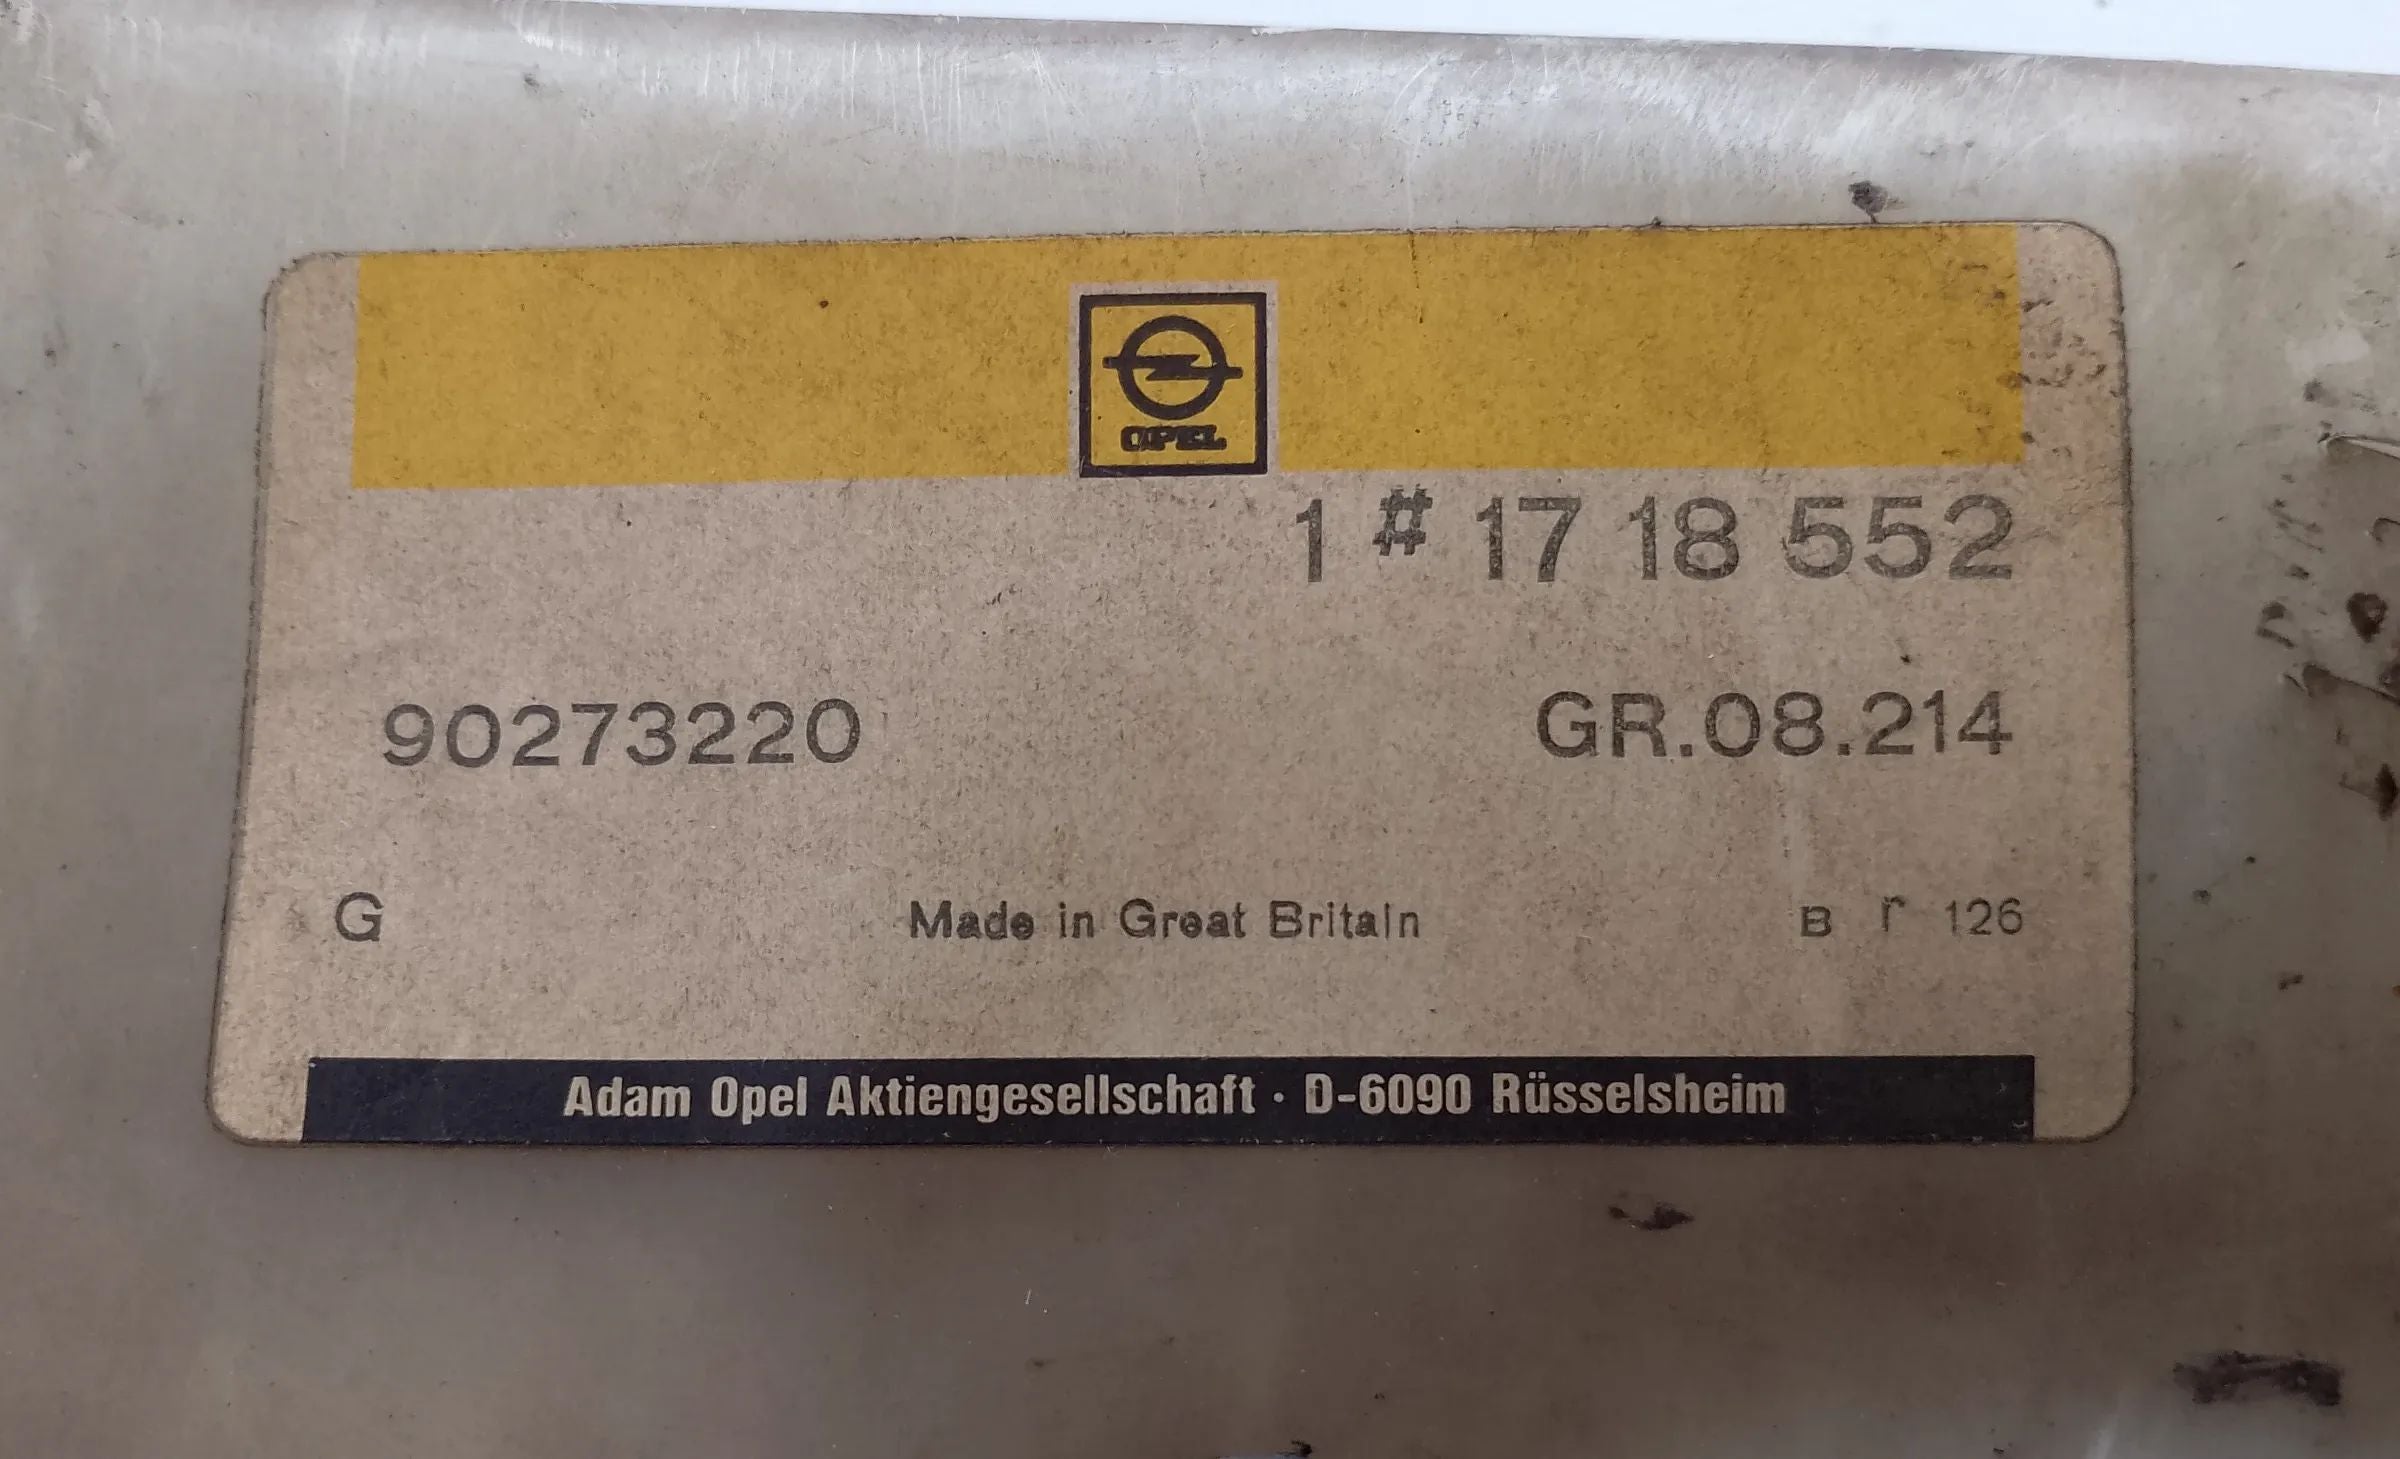 OPEL
1 # 17 18 552
90273220 GR.08.214
G Made in Great Britain B r 126
Adam Opel Aktiengesellschaft · D-6090 Rüsselsheim